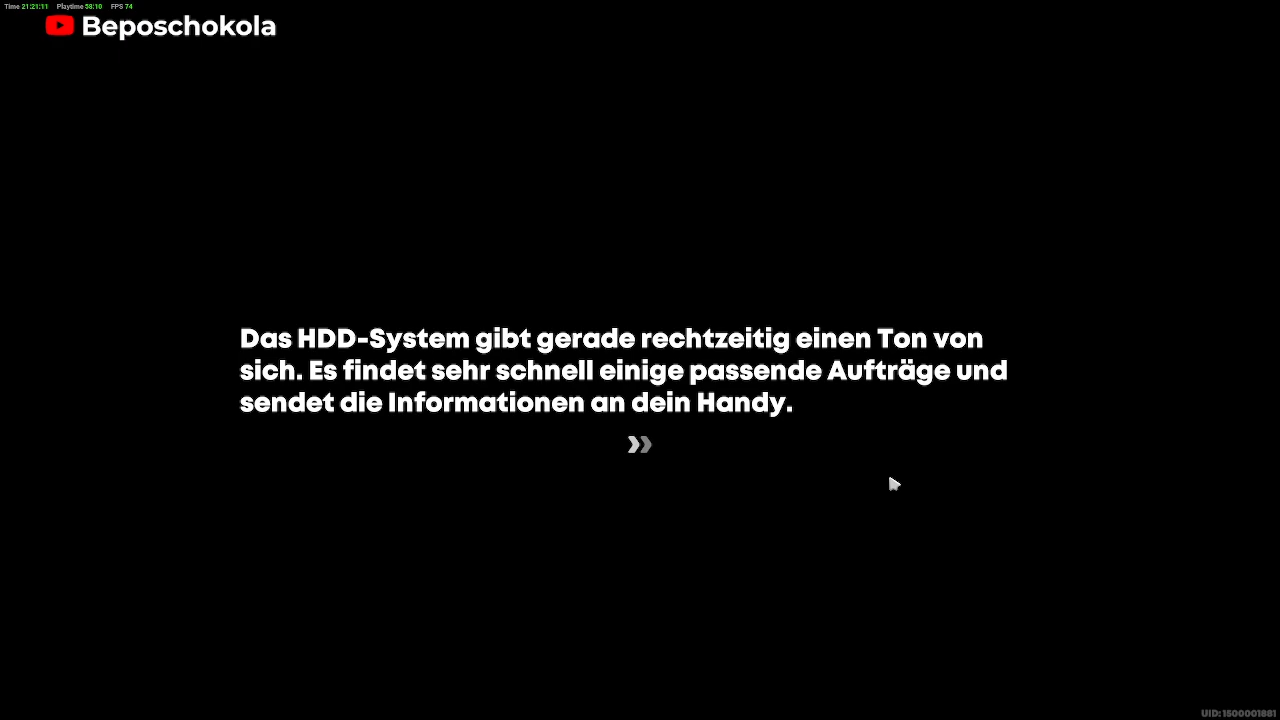 Time 21:21:11 Playtime 58:10 FPS 74
Beposchokola
Das HDD-System gibt gerade rechtzeitig einen Ton von
sich. Es findet sehr schnell einige passende Aufträge und
sendet die Informationen an dein Handy.
UID: 1500001881